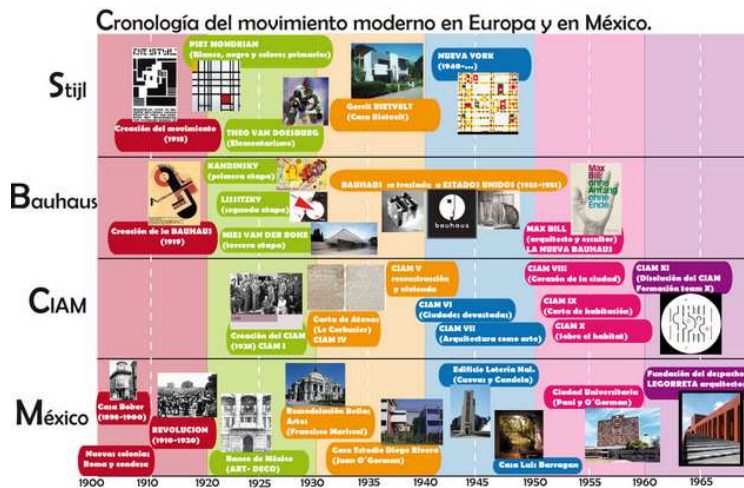 Cronología del movimiento moderno en Europa y en México.
Stijl
PIET MONDRIAN
(Blanco, negro y colores primarios)
NUEVA YORK
(1940-...)
Creación del movimiento
(1918)
THEO VAN DOESBURG
(Elementarismo)
Gerrit RIETVELT
(Casa Rietvelt)
Bauhaus
KANDINSKY
(primera etapa)
LISSITZKY
(segunda etapa)
MIES VAN DER ROHE
(tercera etapa)
Creación de la BAUHAUS
(1919)
BAUHAUS se traslada a ESTADOS UNIDOS
bauhaus
Max
Bill
ohne
Anfang
ohne
Ende
MAX BILL
(arquitecto y escultor)
LA NUEVA BAUHAUS
CIAM
Creación del CIAM
(1928) CIAM I
Carta de Atenas
(Le Corbusier)
CIAM IV
CIAM V
reconstrucción
y vivienda
CIAM VI
(Ciudades devastadas)
CIAM VII
(Arquitectura como arte)
CIAM VIII
(Corazón de la ciudad)
CIAM IX
(Carta de habitación)
CIAM X
(Sobre el habitat)
CIAM XI
(Disolución del CIAM
Formación team X)
México
Casa Boker
(1898-1900)
Nuevas colonias
Roma y condesa
REVOLUCION
(1910-1920)
Banco de México
(ART- DECO)
Remodelación Bellas
Artes
(Francisco Mariscal)
Casa Estudio Diego Rivera
(Juan O´Gorman)
Edificio Lotería Nal.
(Cuevas y Candela)
Casa Luis Barragan
Ciudad Universitaria
(Pani y O´Gorman)
Fundación del despacho
LEGORRETA arquitectos
1900 1910 1920 1925 1930 1935 1940 1945 1950 1955 1960 1965